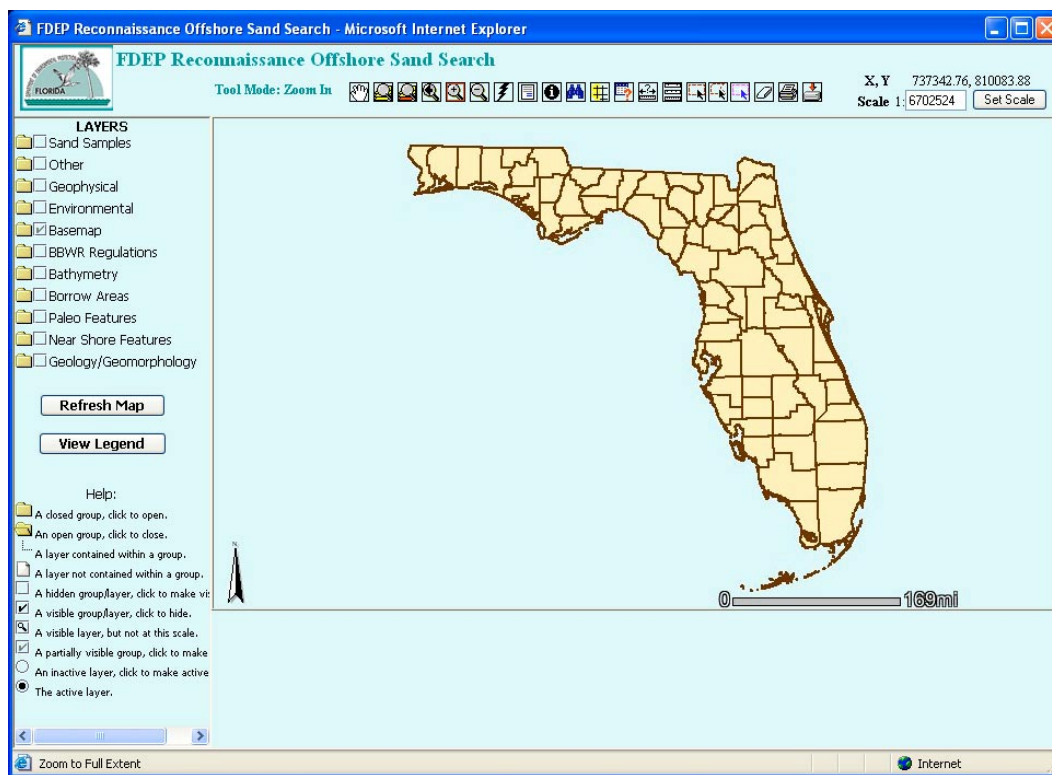 FDEP Reconnaissance Offshore Sand Search - Microsoft Internet Explorer
FLORIDA
FDEP Reconnaissance Offshore Sand Search
Tool Mode: Zoom In
X, Y 737342.76, 810083.88
Scale 1: 6702524 Set Scale
LAYERS
Sand Samples
Other
Geophysical
Environmental
Basemap
BBWR Regulations
Bathymetry
Borrow Areas
Paleo Features
Near Shore Features
Geology/Geomorphology
Refresh Map
View Legend
Help:
A closed group, click to open.
An open group, click to close.
A layer contained within a group.
A layer not contained within a group.
A hidden group/layer, click to make vi
A visible group/layer, click to hide.
A visible layer, but not at this scale.
A partially visible group, click to make
An inactive layer, click to make active
The active layer.
N
0 169mi
Zoom to Full Extent
Internet